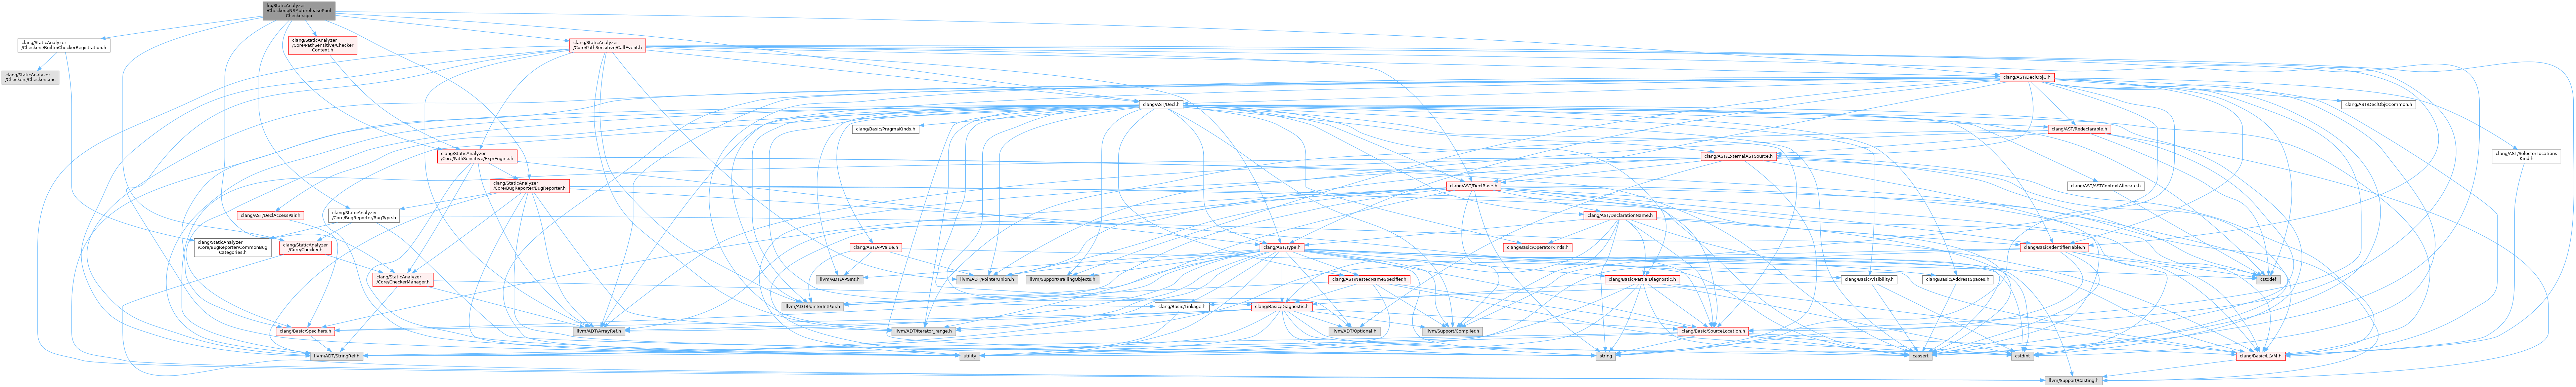 lib/StaticAnalyzer
/Checkers/NSAutoreleasePool
Checker.cpp
clang/StaticAnalyzer
/Checkers/BuiltinCheckerRegistration.h
clang/StaticAnalyzer
/Core/PathSensitive/Checker
Context.h
clang/StaticAnalyzer
/Core/PathSensitive/CallEvent.h
clang/StaticAnalyzer
/Checkers/Checkers.inc
clang/AST/DeclObjC.h
clang/AST/Decl.h
clang/AST/DeclObjCCommon.h
clang/Basic/PragmaKinds.h
clang/AST/Redeclarable.h
clang/StaticAnalyzer
/Core/PathSensitive/ExprEngine.h
clang/AST/ExternalASTSource.h
clang/AST/SelectorLocations
Kind.h
clang/StaticAnalyzer
/Core/BugReporter/BugReporter.h
clang/AST/DeclBase.h
clang/AST/ASTContextAllocate.h
clang/AST/DeclAccessPair.h
clang/StaticAnalyzer
/Core/BugReporter/BugType.h
clang/AST/DeclarationName.h
clang/StaticAnalyzer
/Core/BugReporter/CommonBug
Categories.h
clang/StaticAnalyzer
/Core/Checker.h
clang/AST/APValue.h
clang/AST/Type.h
clang/Basic/OperatorKinds.h
clang/Basic/IdentifierTable.h
clang/StaticAnalyzer
/Core/CheckerManager.h
llvm/ADT/APSInt.h
llvm/ADT/PointerUnion.h
llvm/Support/TrailingObjects.h
clang/AST/NestedNameSpecifier.h
clang/Basic/PartialDiagnostic.h
clang/Basic/Visibility.h
clang/Basic/AddressSpaces.h
cstddef
llvm/ADT/PointerIntPair.h
clang/Basic/Linkage.h
clang/Basic/Diagnostic.h
clang/Basic/Specifiers.h
llvm/ADT/ArrayRef.h
llvm/ADT/iterator_range.h
llvm/ADT/Optional.h
llvm/Support/Compiler.h
clang/Basic/SourceLocation.h
llvm/ADT/StringRef.h
utility
string
cassert
cstdint
clang/Basic/LLVM.h
llvm/Support/Casting.h